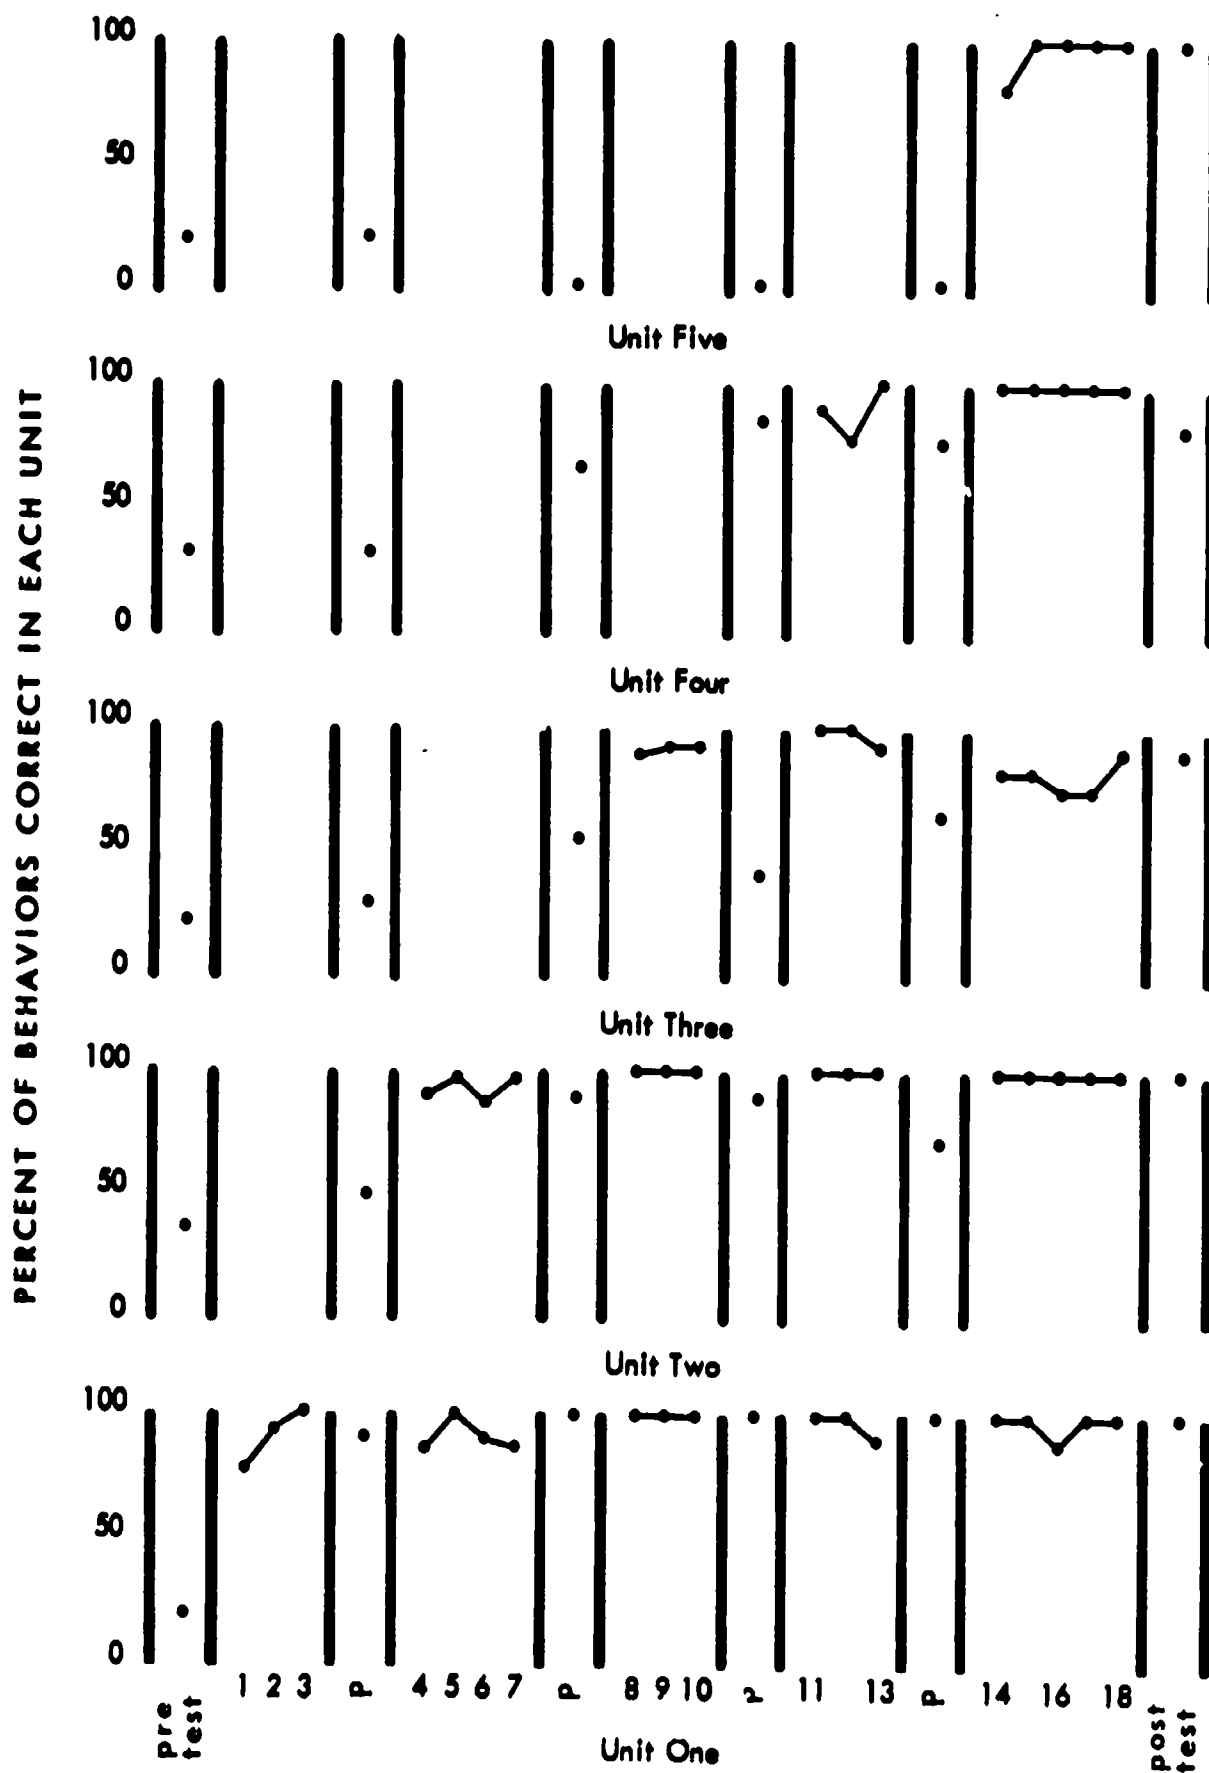 PERCENT OF BEHAVIORS CORRECT IN EACH UNIT
100
50
0
Unit Five
100
50
0
Unit Four
100
50
0
Unit Three
100
50
0
Unit Two
100
50
0
pre test 1 2 3 P 4 5 6 7 P 8 9 10 P 11 13 P 14 16 18 post test
Unit One